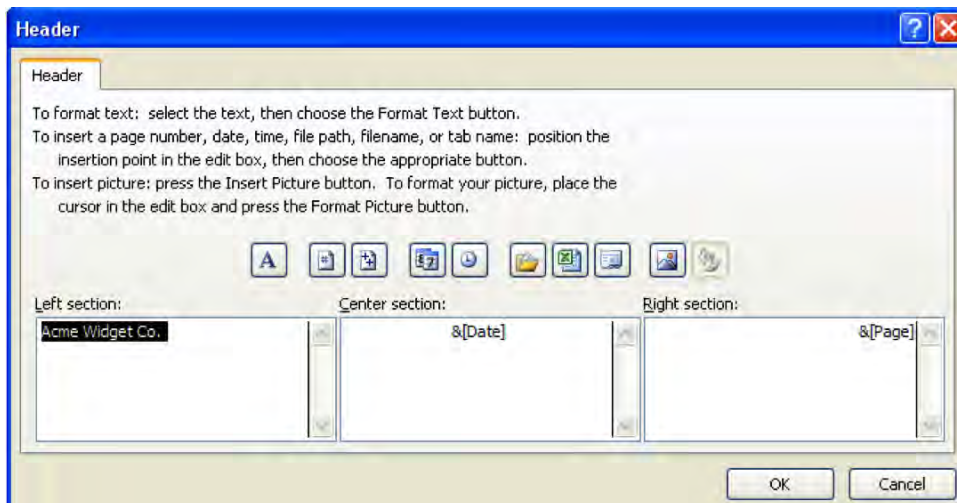 Header
Header
To format text: select the text, then choose the Format Text button.
To insert a page number, date, time, file path, filename, or tab name: position the
insertion point in the edit box, then choose the appropriate button.
To insert picture: press the Insert Picture button. To format your picture, place the
cursor in the edit box and press the Format Picture button.
A
Left section: Center section: Right section:
Acme Widget Co. &[Date] &[Page]
OK Cancel